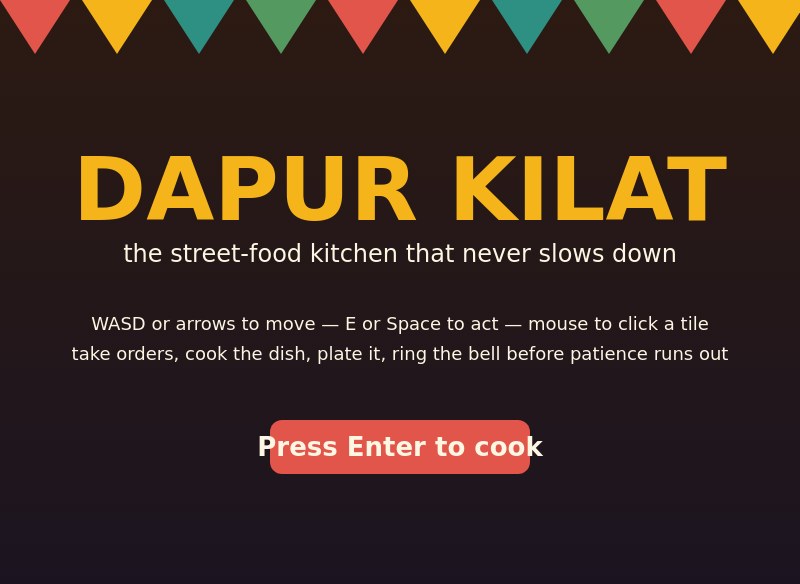 DAPUR KILAT
the street-food kitchen that never slows down
WASD or arrows to move — E or Space to act — mouse to click a tile
take orders, cook the dish, plate it, ring the bell before patience runs out
Press Enter to cook